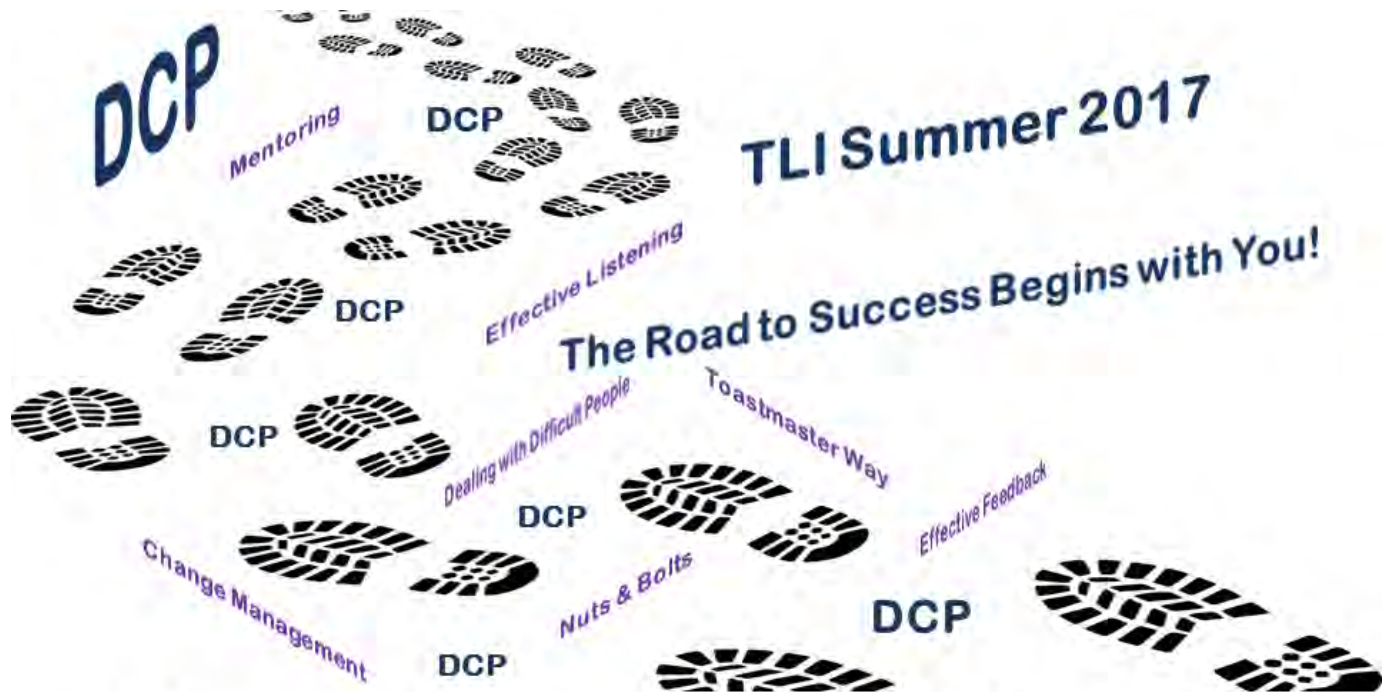 DCP
Mentoring
DCP
TLI Summer 2017
Effective Listening
DCP
The Road to Success Begins with You!
Dealing with Difficult People
Toastmaster Way
DCP
DCP
Effective Feedback
Change Management
Nuts & Bolts
DCP
DCP